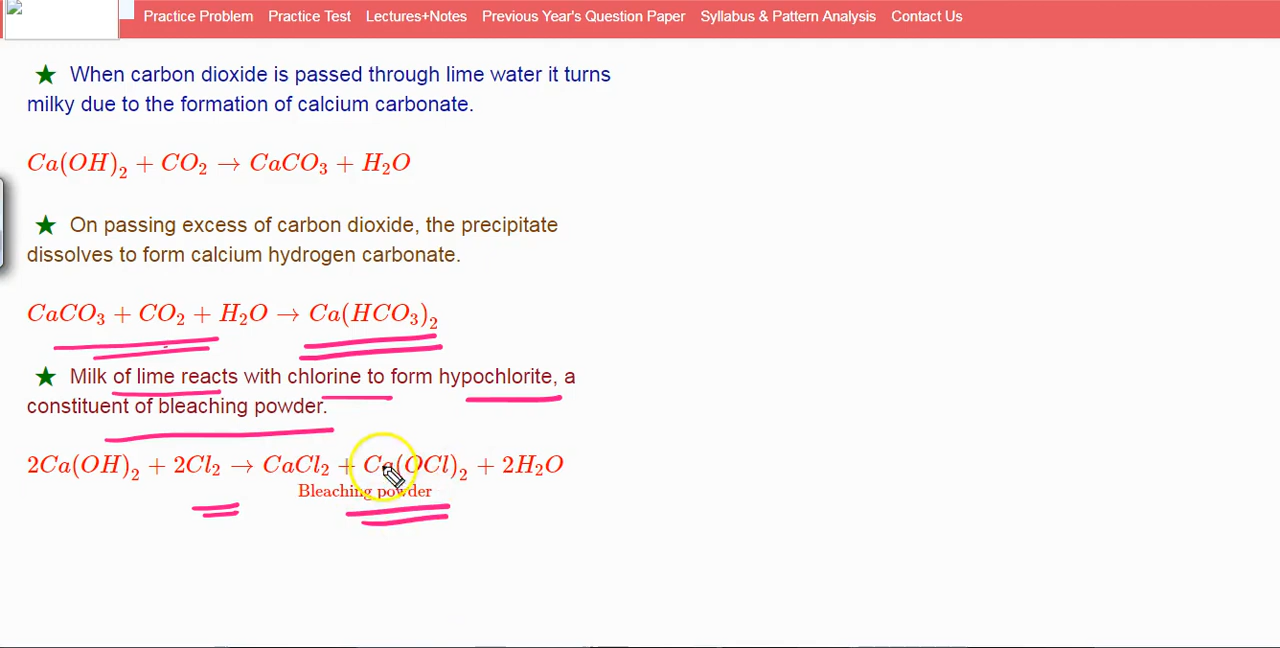 Practice Problem Practice Test Lectures+Notes Previous Year's Question Paper Syllabus & Pattern Analysis Contact Us
★ When carbon dioxide is passed through lime water it turns
milky due to the formation of calcium carbonate.
Ca(OH)₂ + CO₂ → CaCO₃ + H₂O
★ On passing excess of carbon dioxide, the precipitate
dissolves to form calcium hydrogen carbonate.
CaCO₃ + CO₂ + H₂O → Ca(HCO₃)₂
★ Milk of lime reacts with chlorine to form hypochlorite, a
constituent of bleaching powder.
2Ca(OH)₂ + 2Cl₂ → CaCl₂ + Ca(OCl)₂ + 2H₂O
Bleaching powder